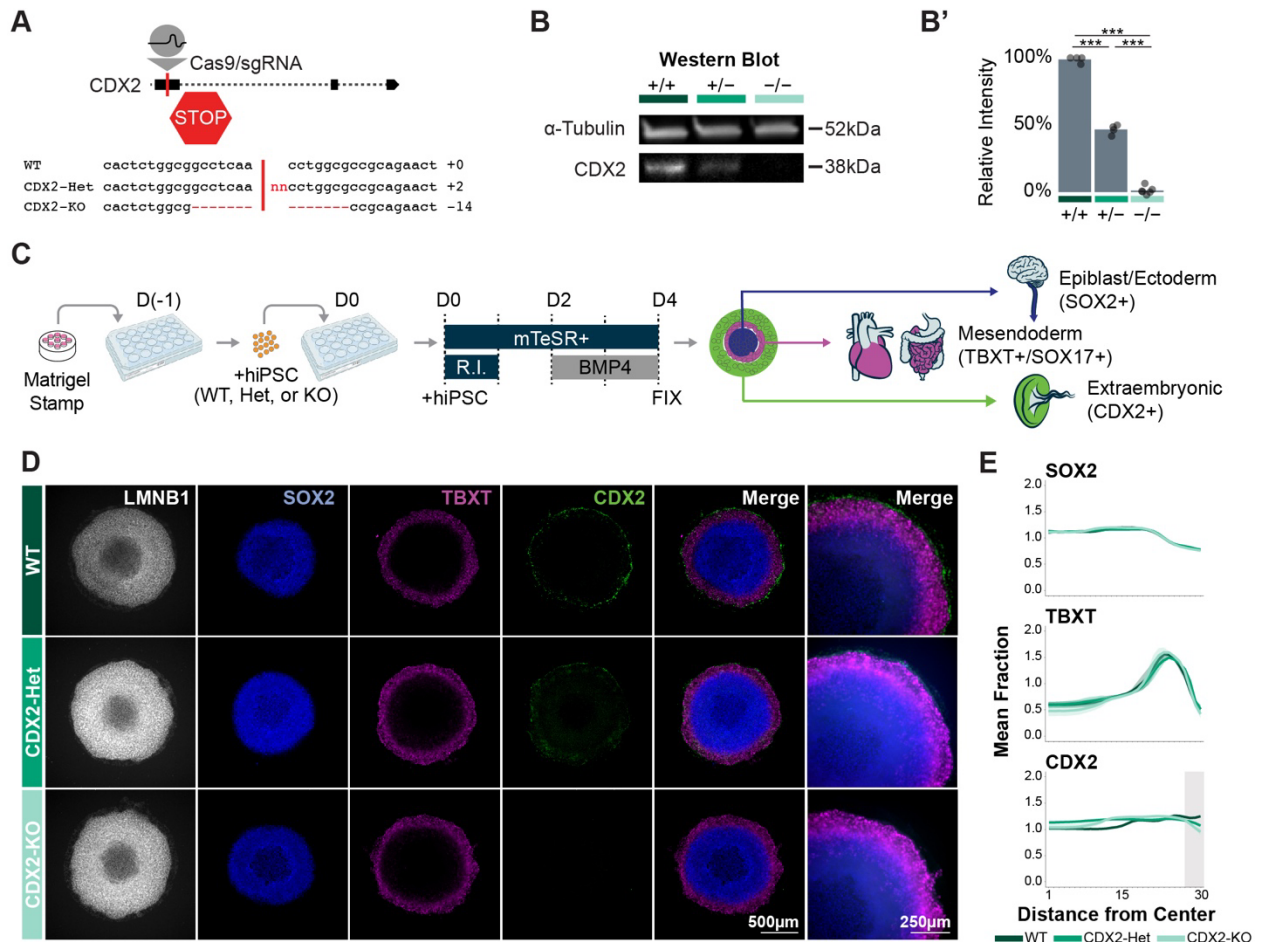 A
Cas9/sgRNA
CDX2
STOP
WT cactctggcggcctcaa cctggcgccgcagaact +0
CDX2-Het cactctggcggcctcaa nncctggcgccgcagaact +2
CDX2-KO cactctggcg------- -------ccgcagaact -14
B
Western Blot
+/+ +/− −/−
α-Tubulin 52kDa
CDX2 38kDa
B’
*** *** ***
Relative Intensity
100%
50%
0%
+/+ +/− −/−
C
D(-1) D0 D0 D2 D4
Matrigel
Stamp
+hiPSC
(WT, Het, or KO)
mTeSR+
R.I. BMP4
+hiPSC FIX
Epiblast/Ectoderm
(SOX2+)
Mesendoderm
(TBXT+/SOX17+)
Extraembryonic
(CDX2+)
D
LMNB1 SOX2 TBXT CDX2 Merge Merge
WT
CDX2-Het
CDX2-KO
500μm 250μm
E
SOX2
2.0
1.5
1.0
0.5
0.0
TBXT
2.0
1.5
1.0
0.5
0.0
CDX2
2.0
1.5
1.0
0.5
0.0
Mean Fraction
1 15 30
Distance from Center
WT CDX2-Het CDX2-KO